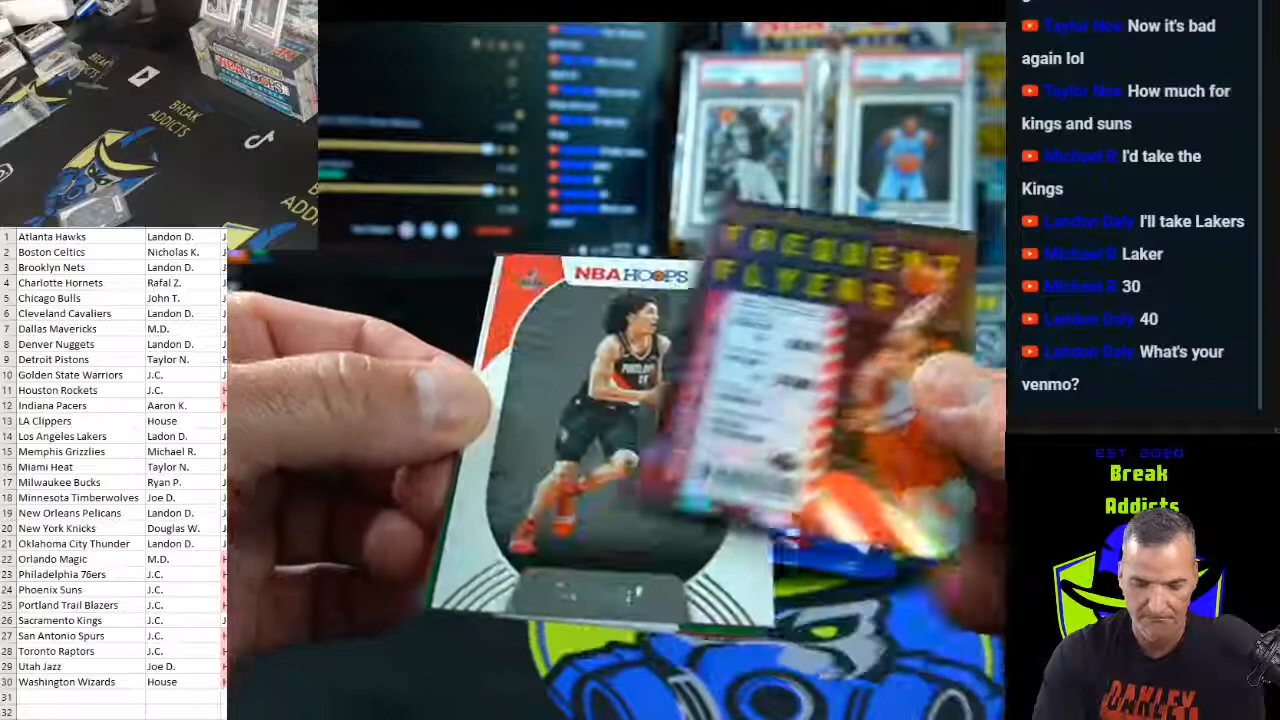 BREAK ADDICTS
NBA HOOPS
1 Atlanta Hawks Landon D.
2 Boston Celtics Nicholas K.
3 Brooklyn Nets Landon D.
4 Charlotte Hornets Rafal Z.
5 Chicago Bulls John T.
6 Cleveland Cavaliers Landon D.
7 Dallas Mavericks M.D.
8 Denver Nuggets Landon D.
9 Detroit Pistons Taylor N.
10 Golden State Warriors J.C.
11 Houston Rockets J.C.
12 Indiana Pacers Aaron K.
13 LA Clippers House
14 Los Angeles Lakers Ladon D.
15 Memphis Grizzlies Michael R.
16 Miami Heat Taylor N.
17 Milwaukee Bucks Ryan P.
18 Minnesota Timberwolves Joe D.
19 New Orleans Pelicans Landon D.
20 New York Knicks Douglas W.
21 Oklahoma City Thunder Landon D.
22 Orlando Magic M.D.
23 Philadelphia 76ers J.C.
24 Phoenix Suns J.C.
25 Portland Trail Blazers J.C.
26 Sacramento Kings J.C.
27 San Antonio Spurs J.C.
28 Toronto Raptors J.C.
29 Utah Jazz Joe D.
30 Washington Wizards House
31
32
NBA HOOPS
PORTLAND
FREQUENT
FLYERS
Taylor Noe Now it's bad
again lol
Taylor Noe How much for
kings and suns
Michael R I'd take the
Kings
Landon Daly I'll take Lakers
Michael R Laker
Michael R 30
Landon Daly 40
Landon Daly What's your
venmo?
EST 2020
Break
Addicts
OAKLEY